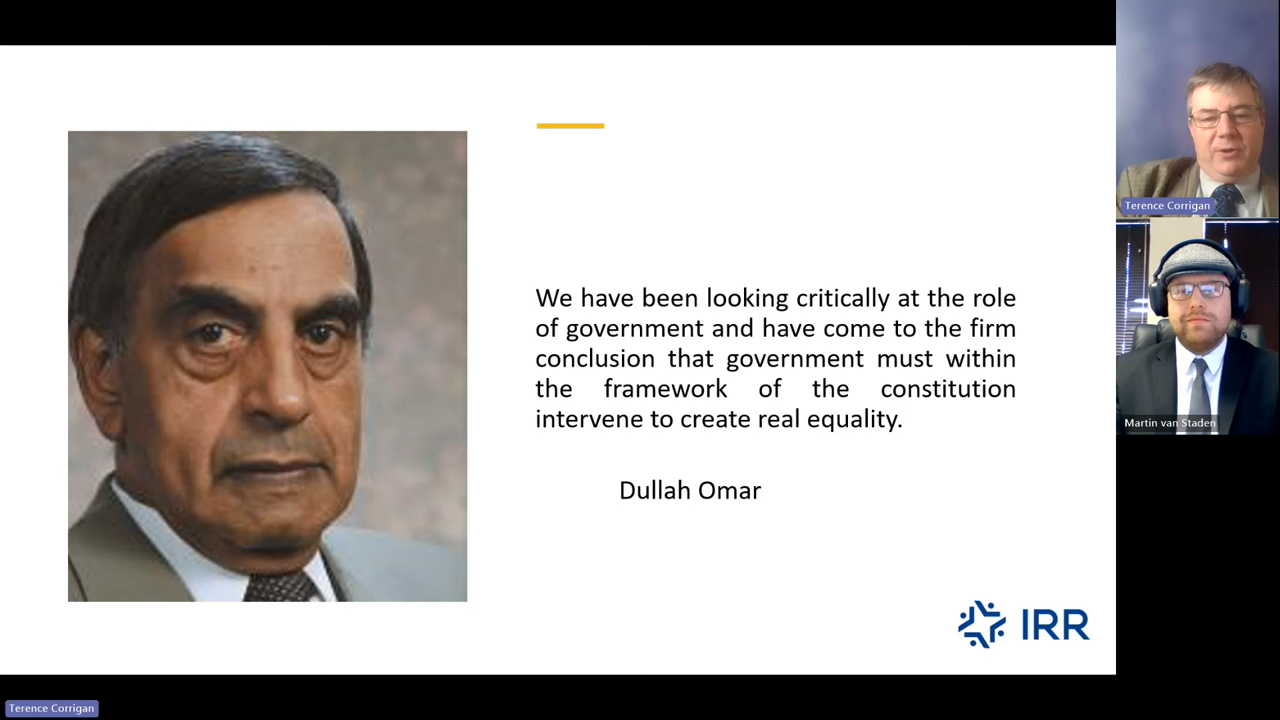 We have been looking critically at the role
of government and have come to the firm
conclusion that government must within
the framework of the constitution
intervene to create real equality.
Dullah Omar
IRR
Terence Corrigan
Martin van Staden
Terence Corrigan